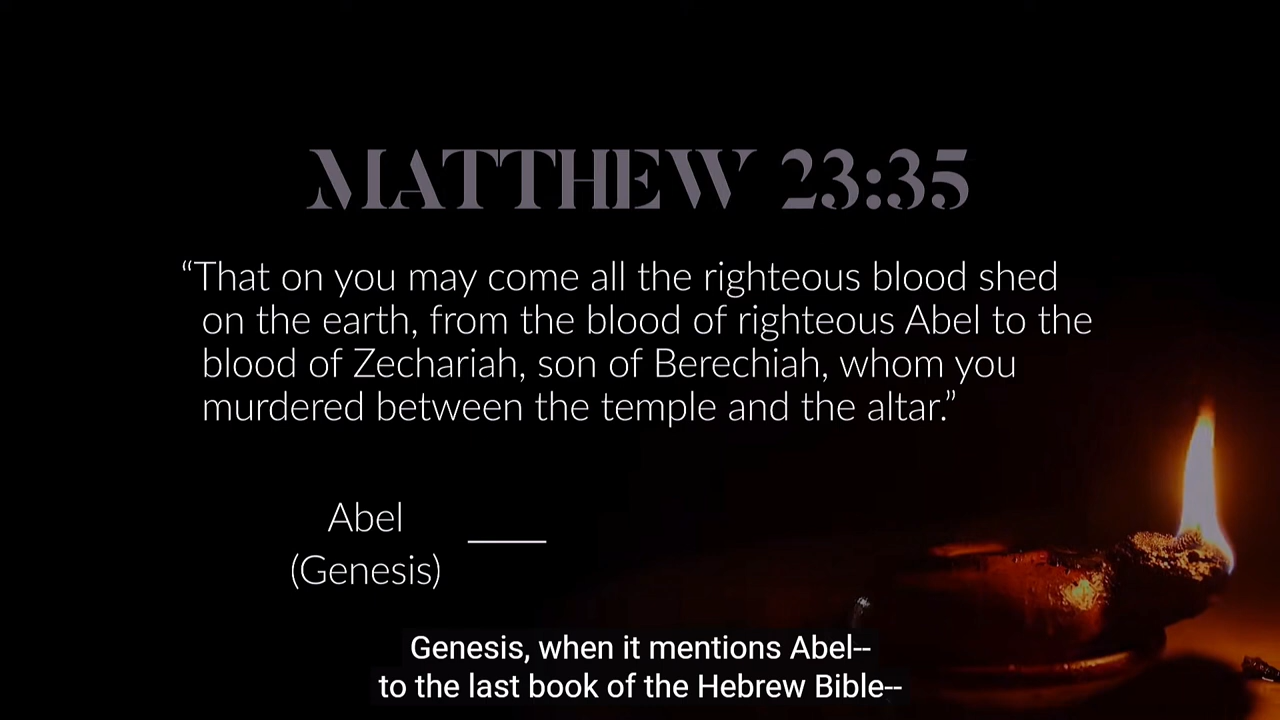 MATTHEW 23:35
“That on you may come all the righteous blood shed
on the earth, from the blood of righteous Abel to the
blood of Zechariah, son of Berechiah, whom you
murdered between the temple and the altar.”
Abel
(Genesis)
Genesis, when it mentions Abel--
to the last book of the Hebrew Bible--